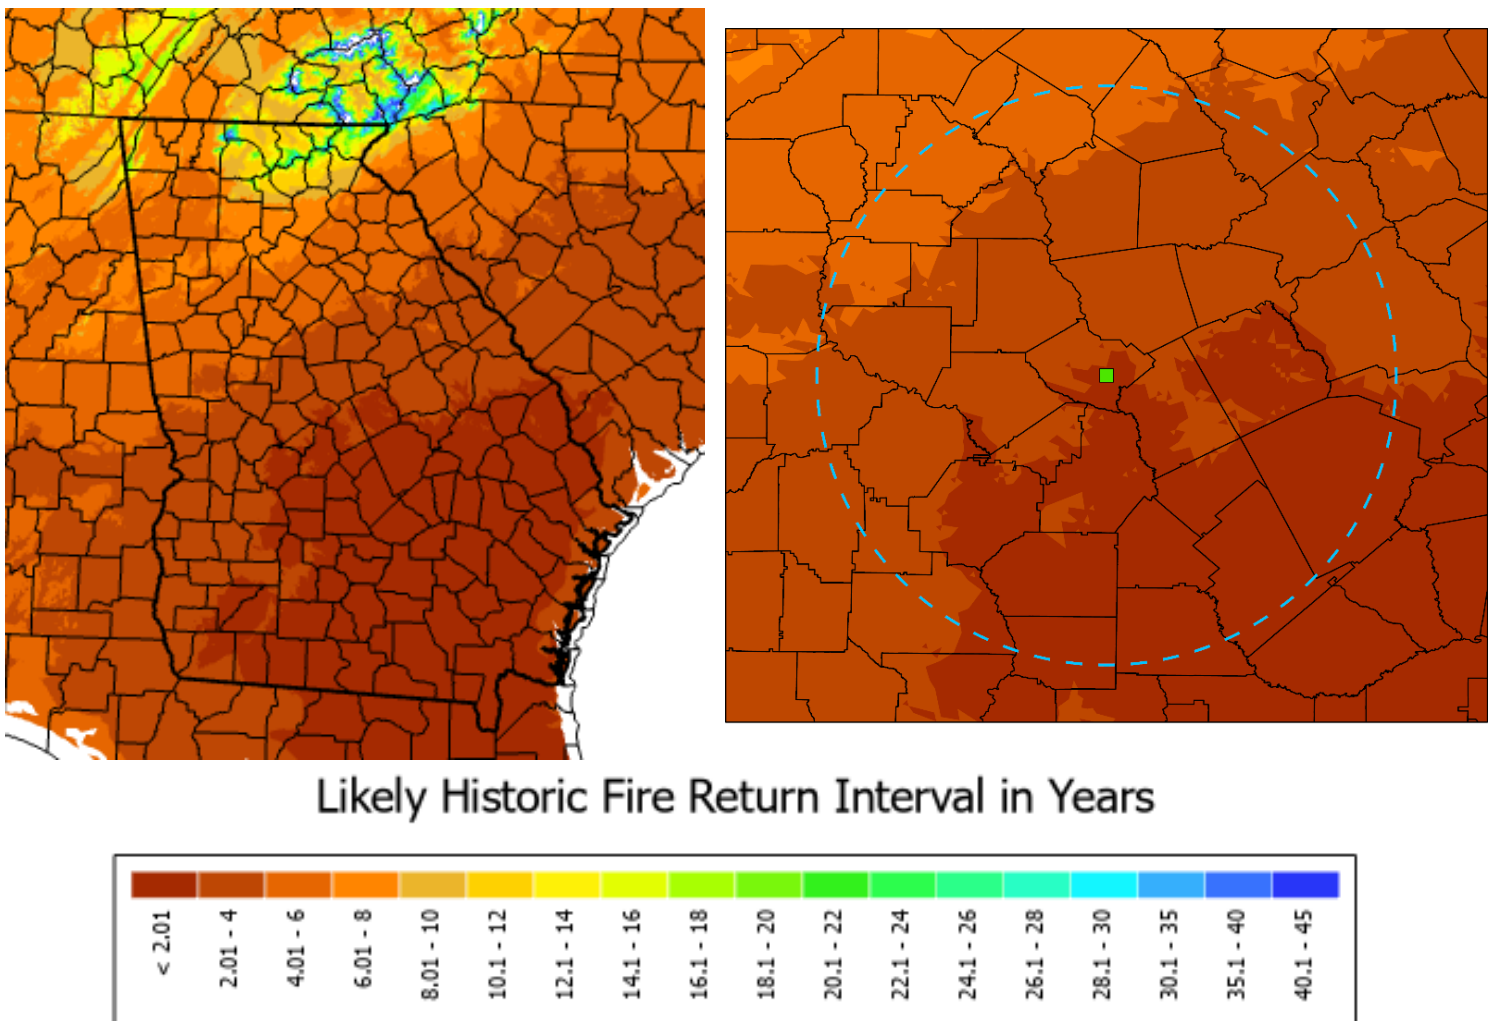 Likely Historic Fire Return Interval in Years
< 2.01
2.01 - 4
4.01 - 6
6.01 - 8
8.01 - 10
10.1 - 12
12.1 - 14
14.1 - 16
16.1 - 18
18.1 - 20
20.1 - 22
22.1 - 24
24.1 - 26
26.1 - 28
28.1 - 30
30.1 - 35
35.1 - 40
40.1 - 45